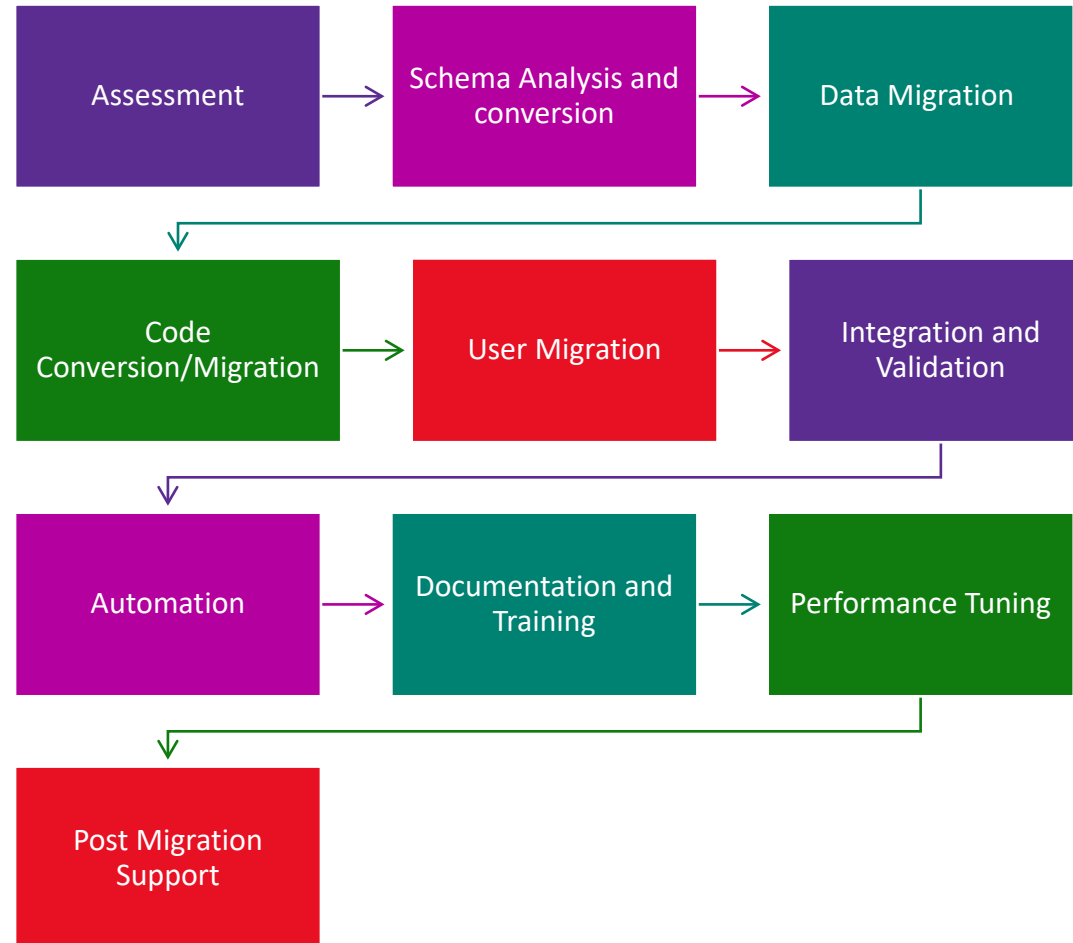 Assessment
Schema Analysis and
conversion
Data Migration
Code
Conversion/Migration
User Migration
Integration and
Validation
Automation
Documentation and
Training
Performance Tuning
Post Migration
Support